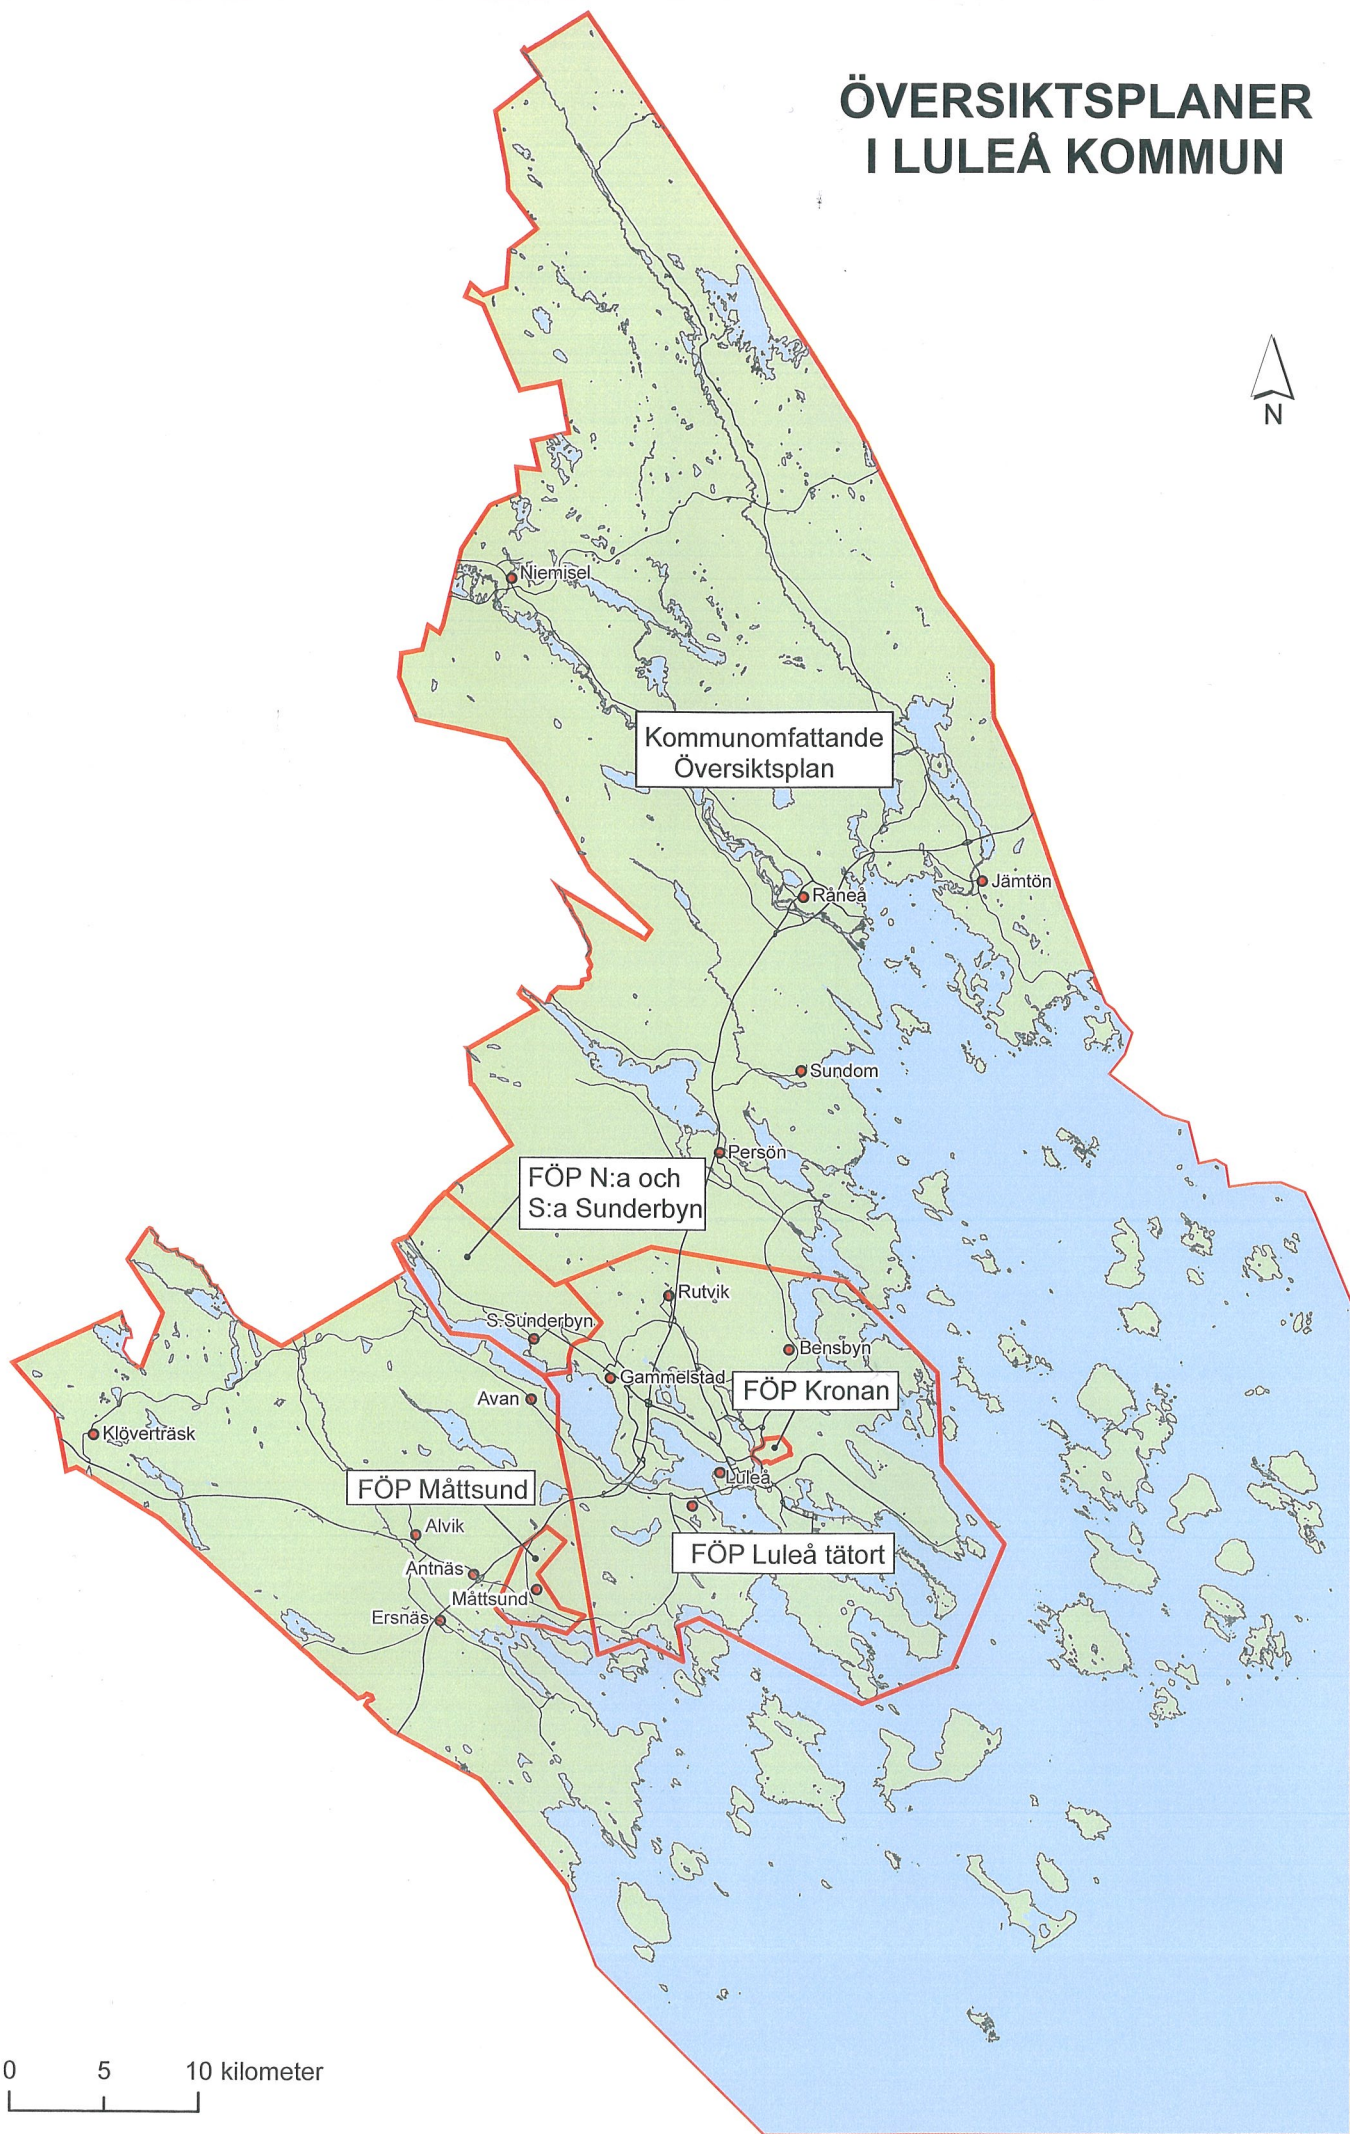 ÖVERSIKTSPLANER
I LULEÅ KOMMUN
N
Niemisel
Kommunomfattande
Översiktsplan
Jämtön
Råneå
Sundom
Persön
FÖP N:a och
S:a Sunderbyn
Rutvik
S.Sunderbyn
Bensbyn
Gammelstad
FÖP Kronan
Avan
Klöverträsk
Luleå
FÖP Måttsund
Alvik
FÖP Luleå tätort
Antnäs
Måttsund
Ersnäs
0 5 10 kilometer